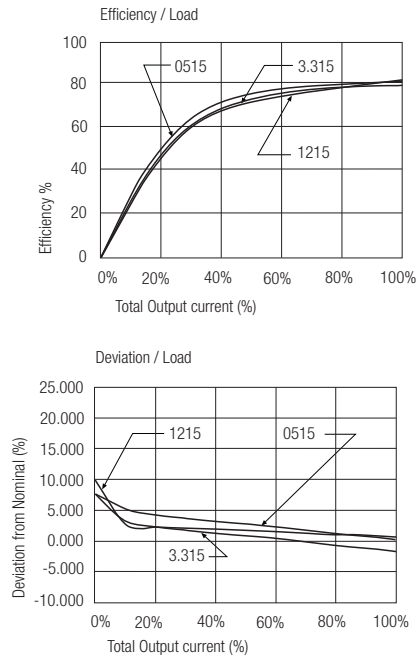 Efficiency / Load
100
80
60
40
20
0
Efficiency %
0515
3.315
1215
0% 20% 40% 60% 80% 100%
Total Output current (%)
Deviation / Load
25.000
20.000
15.000
10.000
5.000
0.000
-5.000
-10.000
Deviation from Nominal (%)
1215
0515
3.315
0% 20% 40% 60% 80% 100%
Total Output current (%)